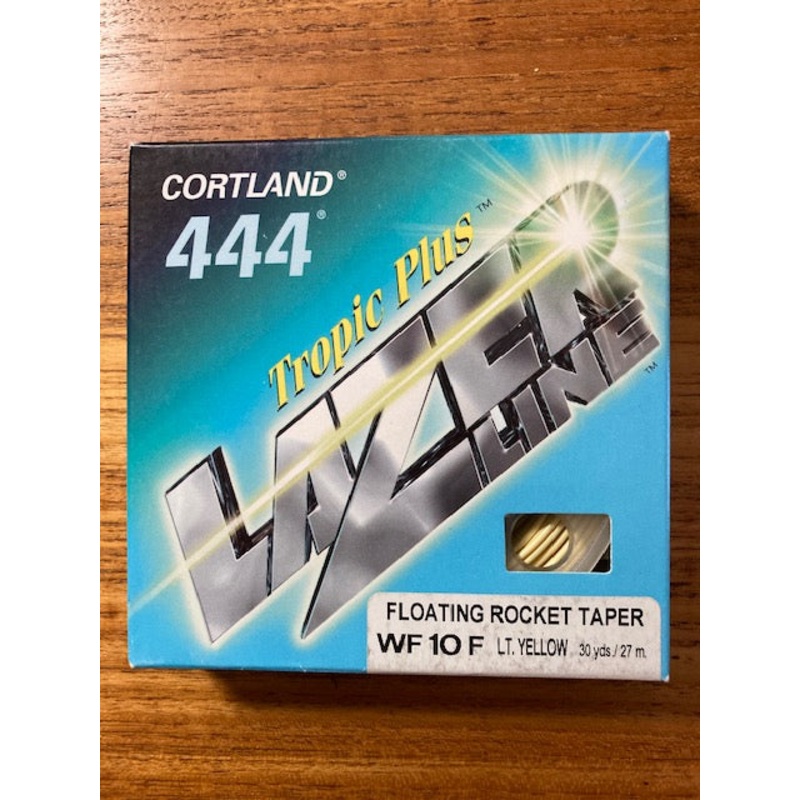 CORTLAND®
444®
Tropic Plus™
LAZER
LINE™
FLOATING ROCKET TAPER
WF 10 F LT. YELLOW 30 yds./ 27 m.